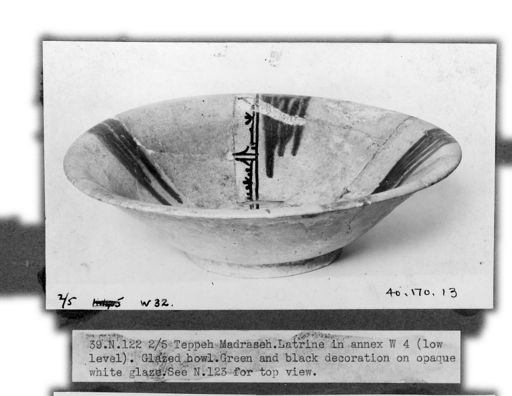 2/5 W 32. 40.170.13
39.N.122 2/5 Teppeh Madraseh.Latrine in annex W 4 (low
level). Glazed bowl.Green and black decoration on opaque
white glaze.See N.123 for top view.